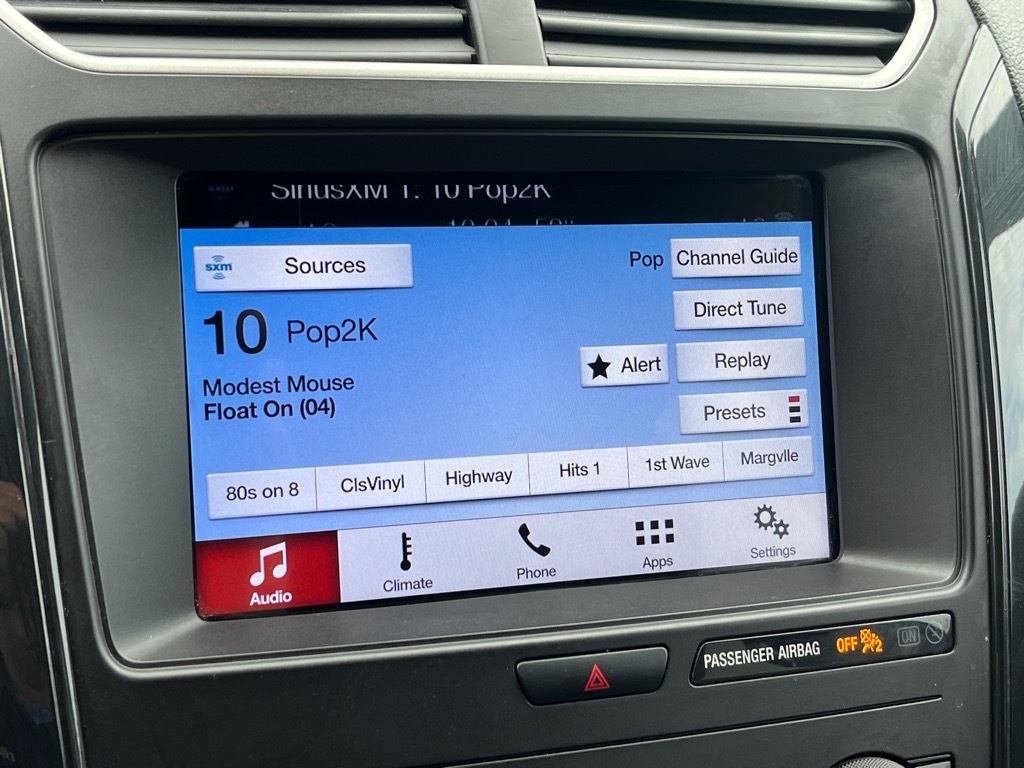 SiriusXM 1: 10 Pop2K
sxm Sources
Pop Channel Guide
10 Pop2K
Direct Tune
Alert Replay
Modest Mouse
Float On (04)
Presets
80s on 8 ClsVinyl Highway Hits 1 1st Wave Margvlle
Audio Climate Phone Apps Settings
PASSENGER AIRBAG OFF 2 ON